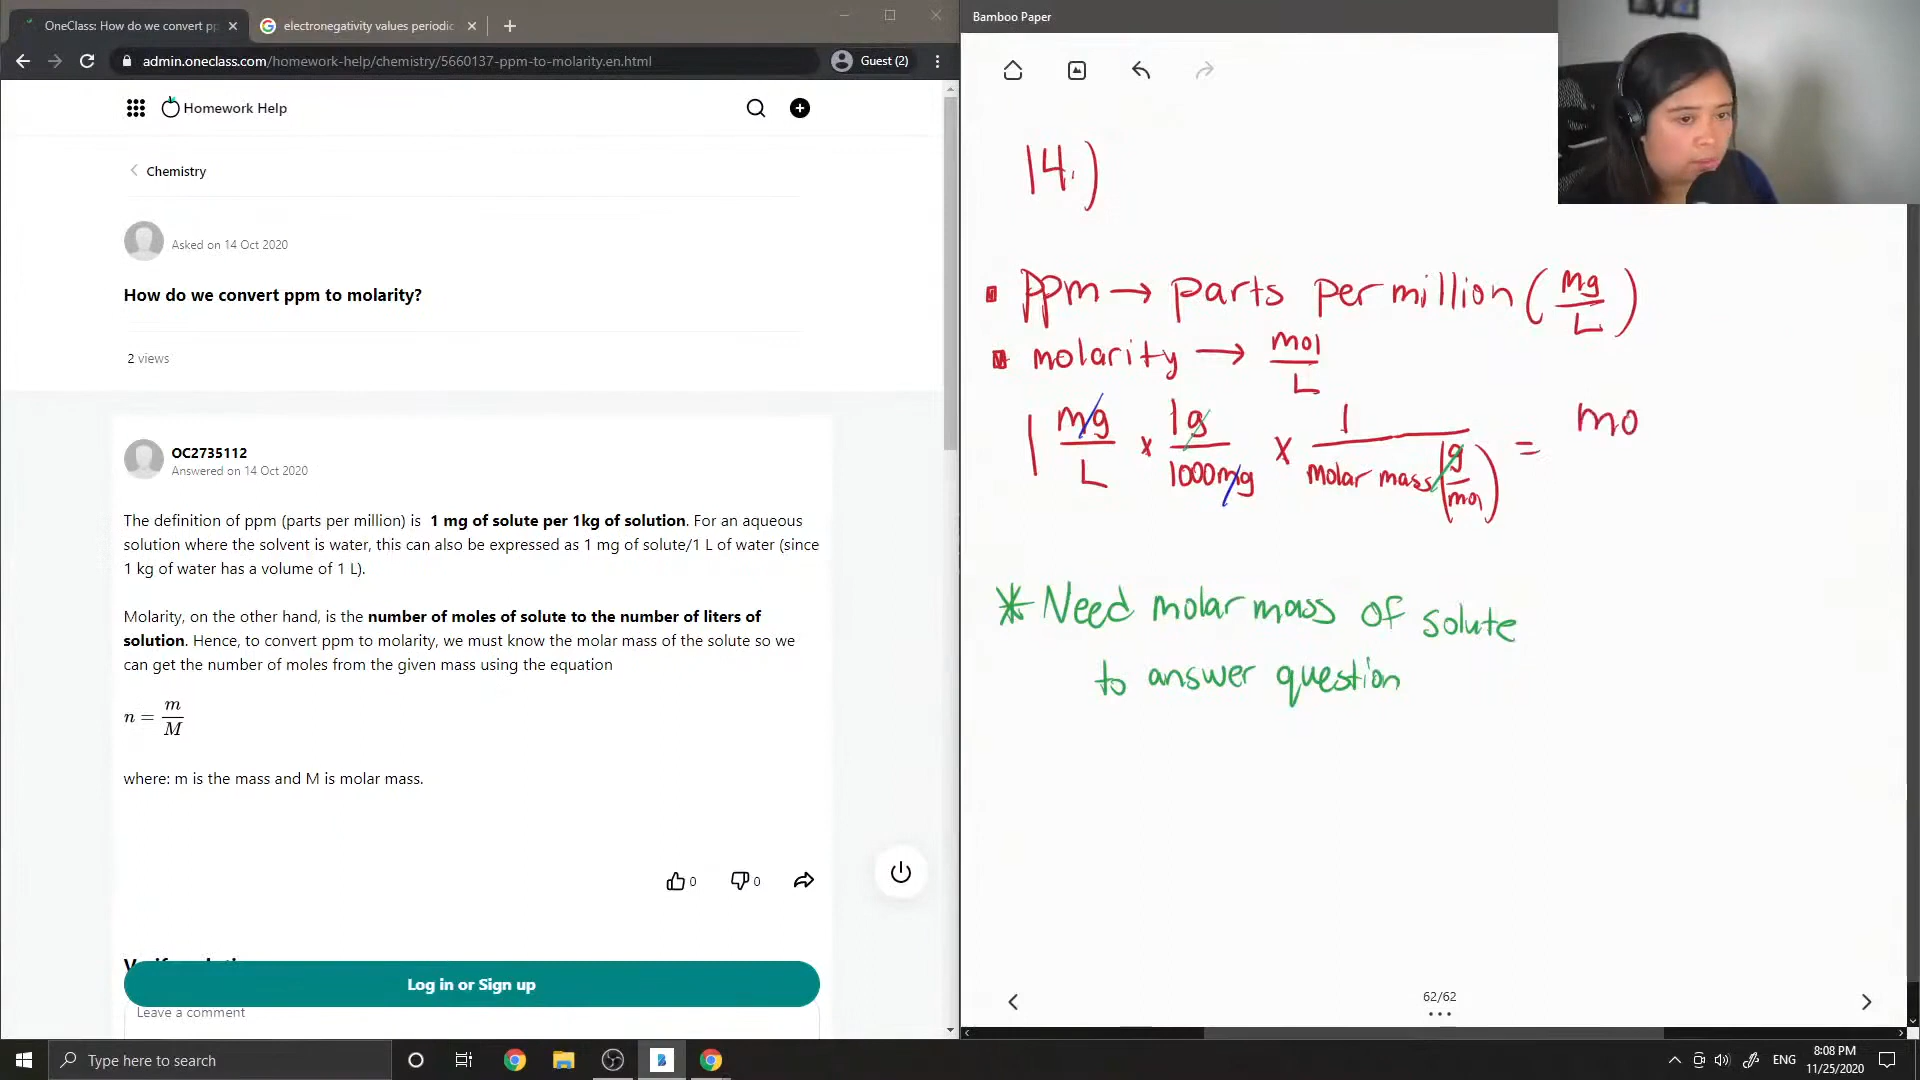 OneClass: How do we convert pp
electronegativity values periodic
admin.oneclass.com/homework-help/chemistry/5660137-ppm-to-molarity.en.html
Guest (2)
Homework Help
Chemistry
Asked on 14 Oct 2020
How do we convert ppm to molarity?
2 views
OC2735112
Answered on 14 Oct 2020
The definition of ppm (parts per million) is 1 mg of solute per 1kg of solution. For an aqueous
solution where the solvent is water, this can also be expressed as 1 mg of solute/1 L of water (since
1 kg of water has a volume of 1 L).
Molarity, on the other hand, is the number of moles of solute to the number of liters of
solution. Hence, to convert ppm to molarity, we must know the molar mass of the solute so we
can get the number of moles from the given mass using the equation
n = m/M
where: m is the mass and M is molar mass.
0
0
Log in or Sign up
Leave a comment
Bamboo Paper
14.)
ppm → parts per million (mg/L)
molarity → mol/L
1 mg/L × 1g/1000mg × 1/molar mass(g/mol) = mo
* Need molar mass of solute
to answer question
62/62
Type here to search
ENG
8:08 PM
11/25/2020